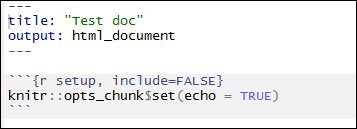 ---
title: "Test doc"
output: html_document
---
```{r setup, include=FALSE}
knitr::opts_chunk$set(echo = TRUE)
```